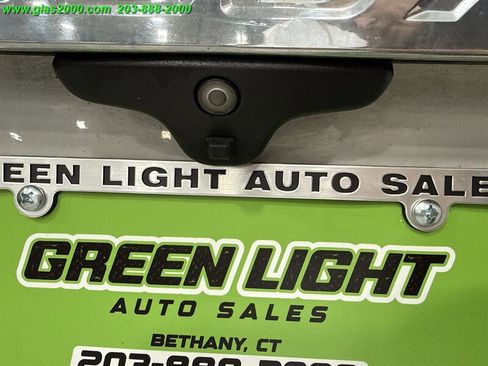 www.glas2000.com 203-888-2000
EEN LIGHT AUTO SALE
GREEN LIGHT
AUTO SALES
BETHANY, CT